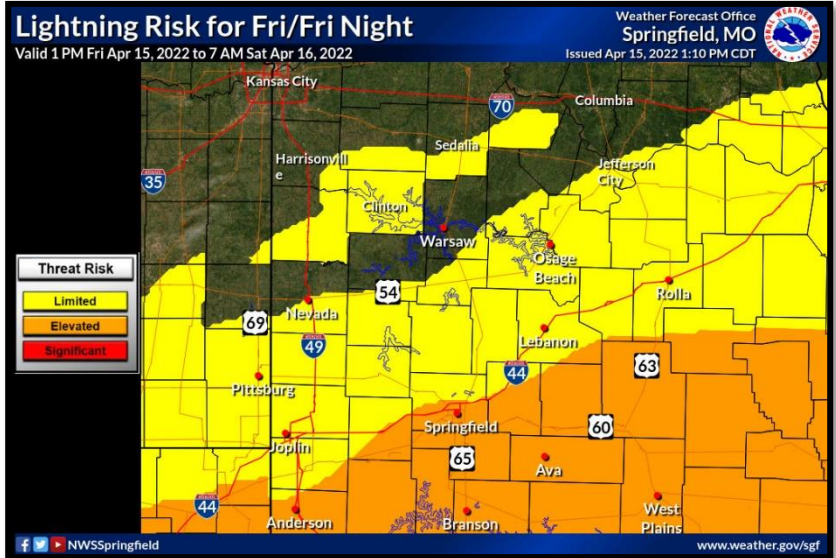 Lightning Risk for Fri/Fri Night
Valid 1 PM Fri Apr 15, 2022 to 7 AM Sat Apr 16, 2022
Weather Forecast Office
Springfield, MO
Issued Apr 15, 2022 1:10 PM CDT
NATIONAL WEATHER SERVICE
Kansas City
70
Columbia
Sedalia
Harrisonvill
e
35
Jefferson
City
Clinton
Warsaw
Osage
Beach
Threat Risk
Limited
Elevated
Significant
54
Rolla
Nevada
69
49
Lebanon
63
44
Pittsburg
Springfield
60
Joplin
65
Ava
44
Anderson
Branson
West
Plains
NWSSpringfield
www.weather.gov/sgf